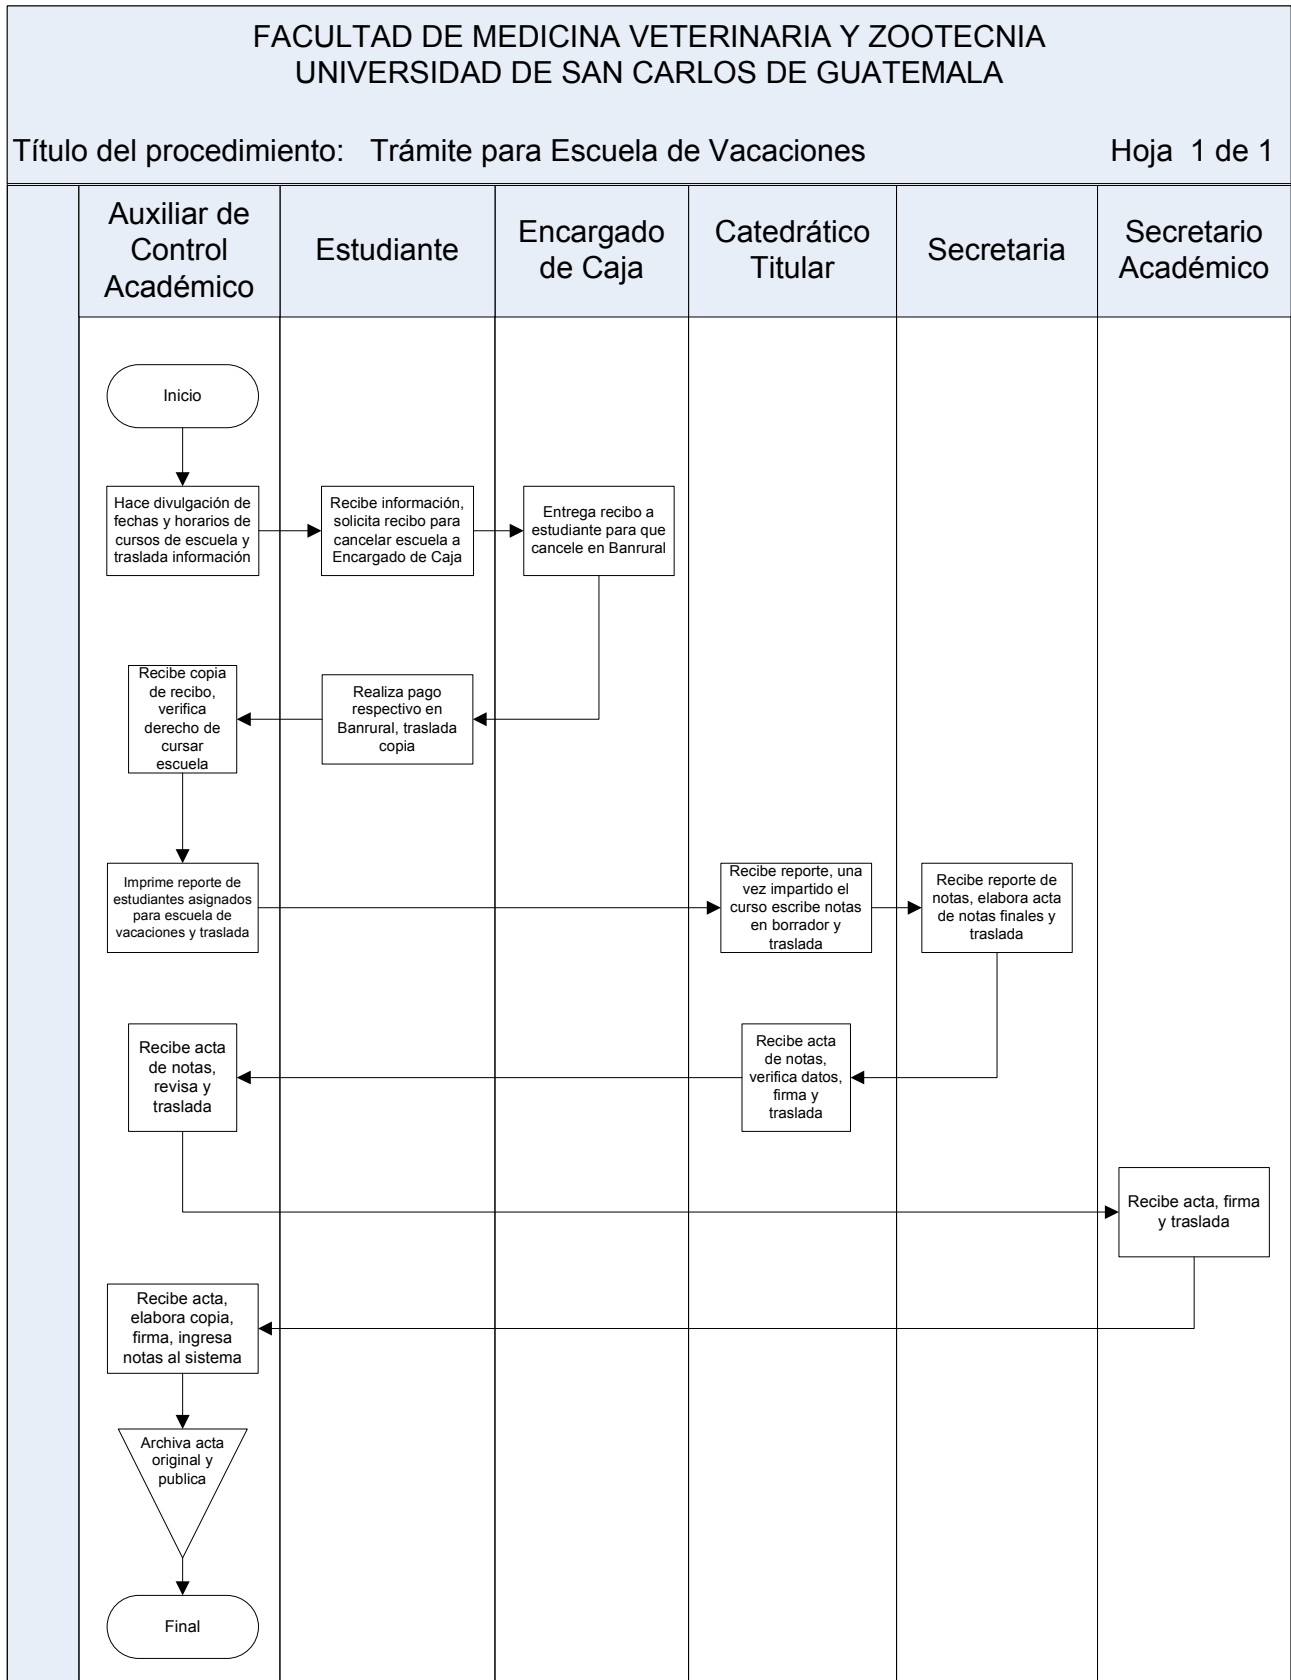 FACULTAD DE MEDICINA VETERINARIA Y ZOOTECNIA
UNIVERSIDAD DE SAN CARLOS DE GUATEMALA
Título del procedimiento: Trámite para Escuela de Vacaciones
Hoja 1 de 1
Auxiliar de
Control
Académico
Estudiante
Encargado
de Caja
Catedrático
Titular
Secretaria
Secretario
Académico
Inicio
Hace divulgación de
fechas y horarios de
cursos de escuela y
traslada información
Recibe información,
solicita recibo para
cancelar escuela a
Encargado de Caja
Entrega recibo a
estudiante para que
cancele en Banrural
Realiza pago
respectivo en
Banrural, traslada
copia
Recibe copia
de recibo,
verifica
derecho de
cursar
escuela
Imprime reporte de
estudiantes asignados
para escuela de
vacaciones y traslada
Recibe reporte, una
vez impartido el
curso escribe notas
en borrador y
traslada
Recibe reporte de
notas, elabora acta
de notas finales y
traslada
Recibe acta
de notas,
verifica datos,
firma y
traslada
Recibe acta
de notas,
revisa y
traslada
Recibe acta, firma
y traslada
Recibe acta,
elabora copia,
firma, ingresa
notas al sistema
Archiva acta
original y
publica
Final